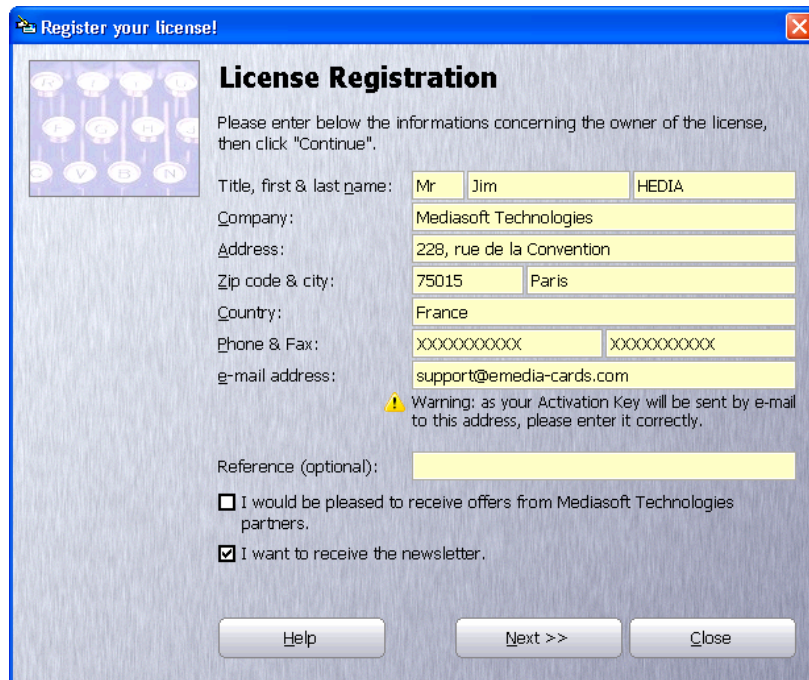 Register your license!
License Registration
Please enter below the informations concerning the owner of the license,
then click "Continue".
Title, first & last name: Mr Jim HEDIA
Company: Mediasoft Technologies
Address: 228, rue de la Convention
Zip code & city: 75015 Paris
Country: France
Phone & Fax: XXXXXXXXXX XXXXXXXXXX
e-mail address: support@emedia-cards.com
Warning: as your Activation Key will be sent by e-mail
to this address, please enter it correctly.
Reference (optional):
I would be pleased to receive offers from Mediasoft Technologies
partners.
I want to receive the newsletter.
Help Next >> Close